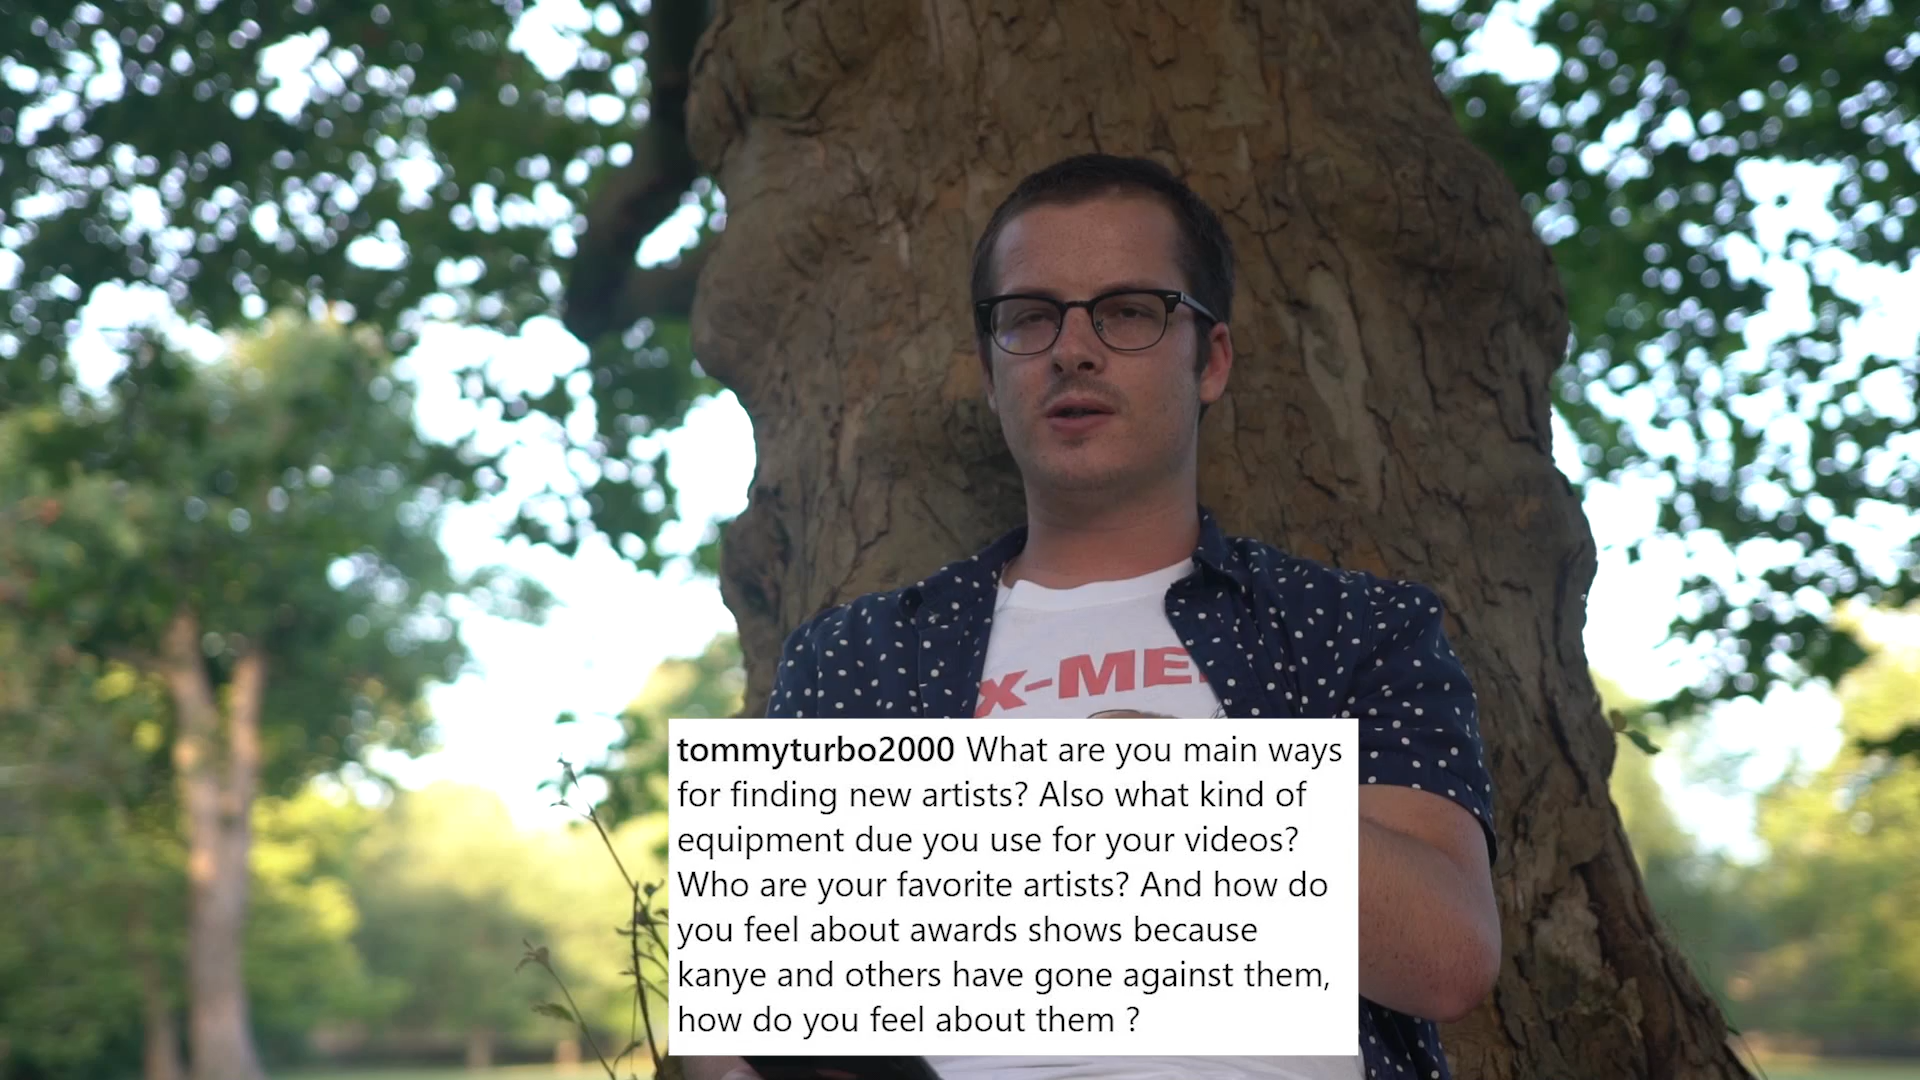 X-ME
tommyturbo2000 What are you main ways
for finding new artists? Also what kind of
equipment due you use for your videos?
Who are your favorite artists? And how do
you feel about awards shows because
kanye and others have gone against them,
how do you feel about them ?